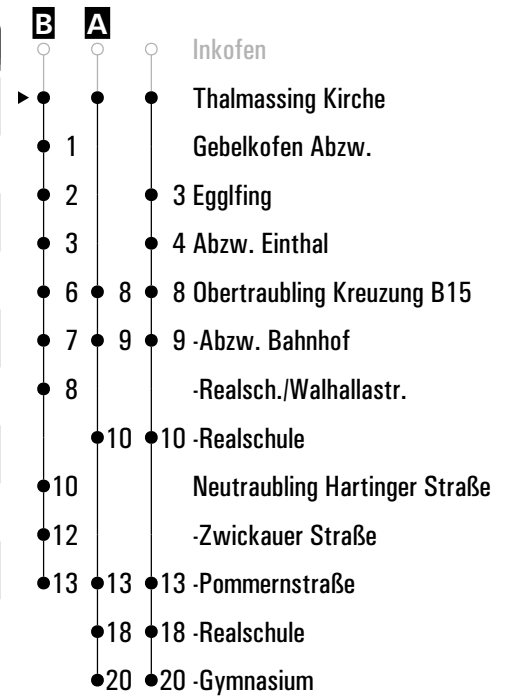 B A
Inkofen
Thalmassing Kirche
1 Gebelkofen Abzw.
2 3 Egglfing
3 4 Abzw. Einthal
6 8 8 Obertraubling Kreuzung B15
7 9 9 -Abzw. Bahnhof
8 -Realsch./Walhallastr.
10 10 -Realschule
10 Neutraubling Hartinger Straße
12 -Zwickauer Straße
13 13 13 -Pommernstraße
18 18 -Realschule
20 20 -Gymnasium